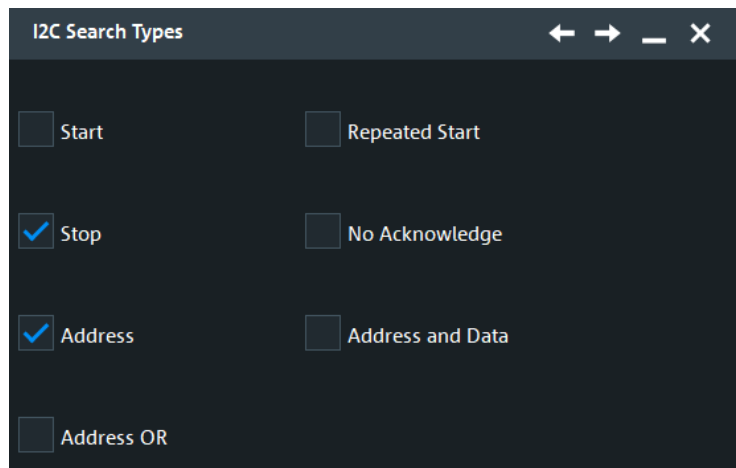 I2C Search Types
Start
Repeated Start
Stop
No Acknowledge
Address
Address and Data
Address OR